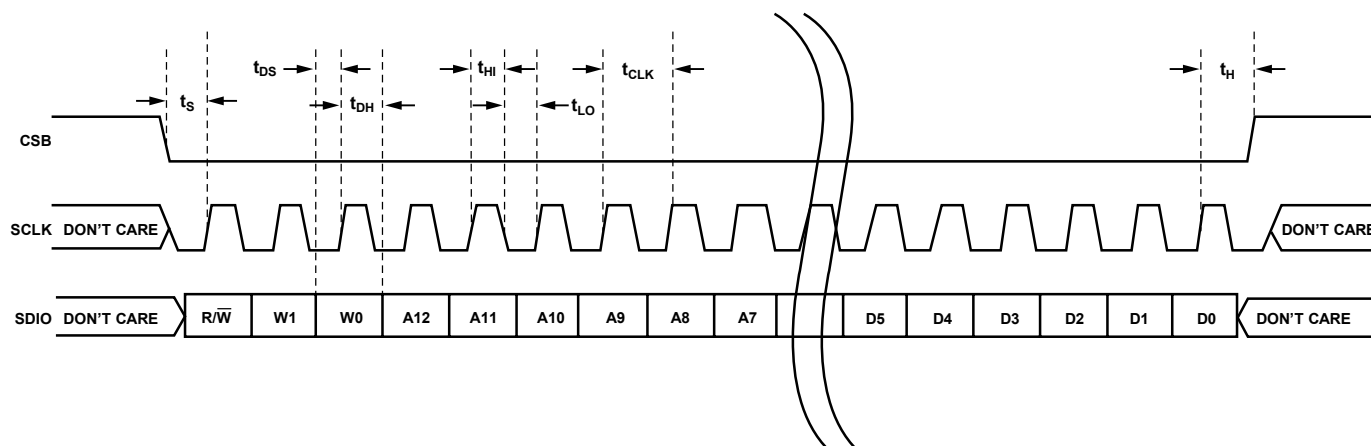 tDS
tHI
tCLK
tH
tS
tDH
tLO
CSB
SCLK DON'T CARE
DON'T CARE
SDIO DON'T CARE R/W̅ W1 W0 A12 A11 A10 A9 A8 A7 D5 D4 D3 D2 D1 D0 DON'T CARE